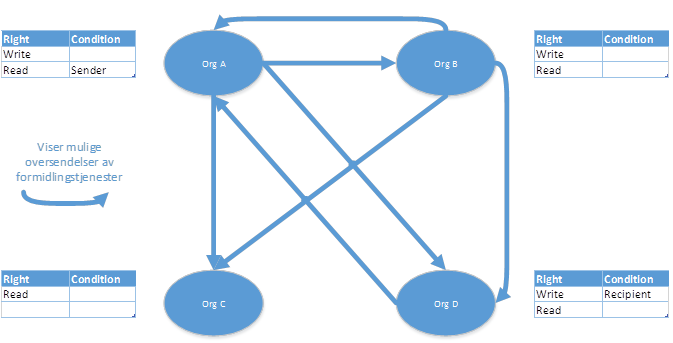 Right Condition
Write
Read Sender
Org A
Org B
Right Condition
Write
Read
Viser mulige
oversendelser av
formidlingstjenester
Right Condition
Read
Org C
Org D
Right Condition
Write Recipient
Read